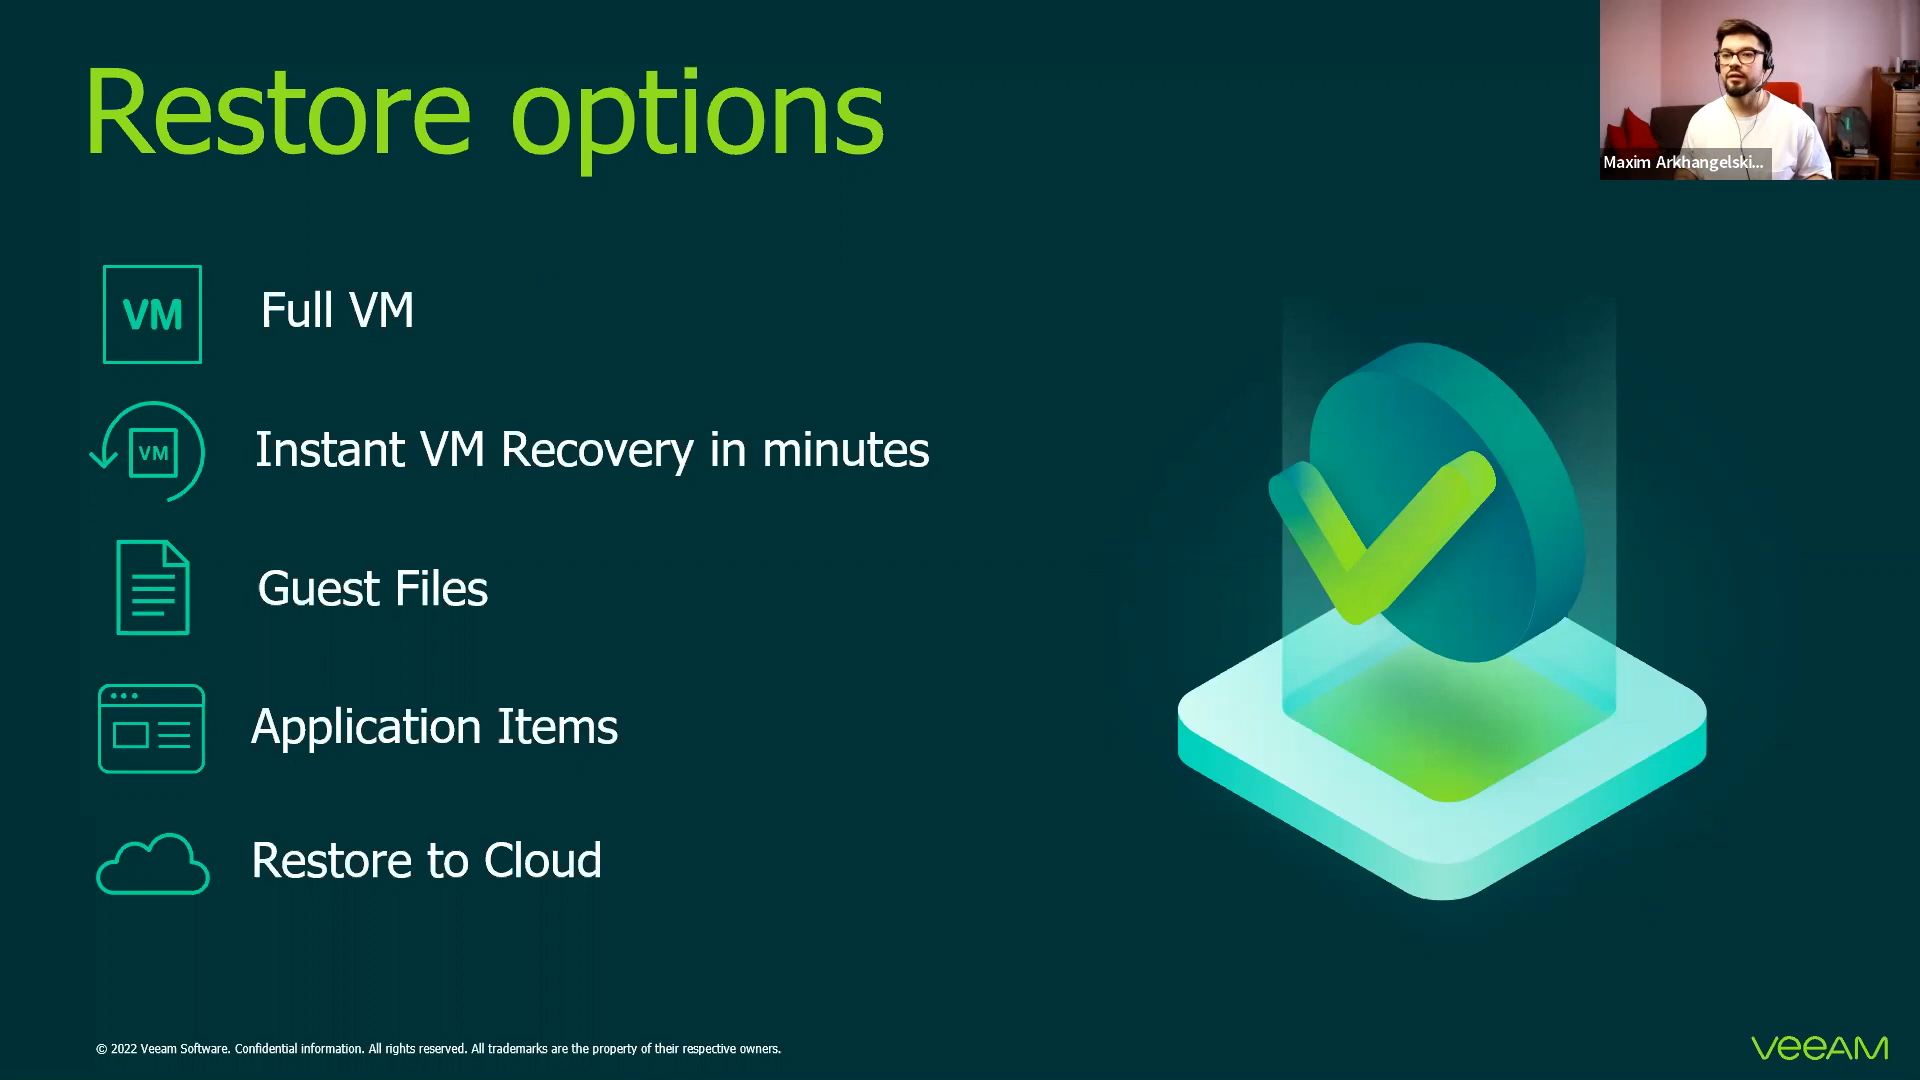 Restore options
Maxim Arkhangelski...
VM
Full VM
VM
Instant VM Recovery in minutes
Guest Files
Application Items
Restore to Cloud
© 2022 Veeam Software. Confidential information. All rights reserved. All trademarks are the property of their respective owners.
veeAM